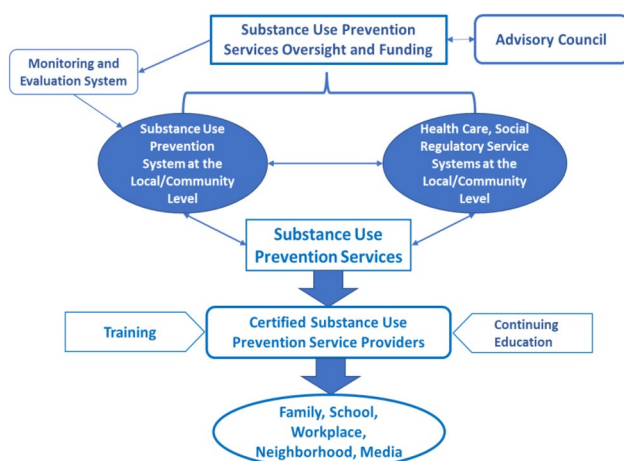 Substance Use Prevention
Services Oversight and Funding
Advisory Council
Monitoring and
Evaluation System
Substance Use
Prevention
System at the
Local/Community
Level
Health Care, Social
Regulatory Service
Systems at the
Local/Community
Level
Substance Use
Prevention Services
Training
Certified Substance Use
Prevention Service Providers
Continuing
Education
Family, School,
Workplace,
Neighborhood, Media